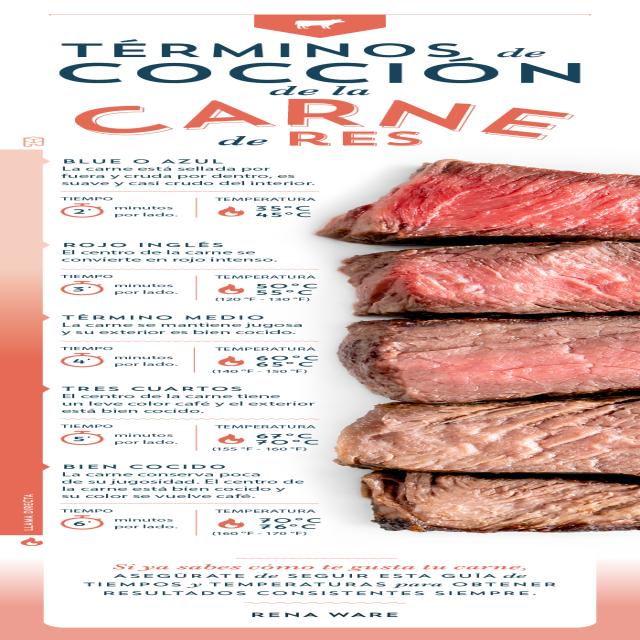 TÉRMINOS de
COCCIÓN
de la
CARNE
de RES
BLUE O AZUL
La carne está sellada por
fuera y cruda por dentro, es
suave y casi crudo del interior.
TIEMPO
2'
minutos
por lado.
TEMPERATURA
35°C
45°C
ROJO INGLÉS
El centro de la carne se
convierte en rojo intenso.
TIEMPO
3'
minutos
por lado.
TEMPERATURA
50°C
55°C
(120 °F - 130 °F)
TÉRMINO MEDIO
La carne se mantiene jugosa
y su exterior es bien cocido.
TIEMPO
4'
minutos
por lado.
TEMPERATURA
60°C
65°C
(140 °F - 150 °F)
TRES CUARTOS
El centro de la carne tiene
un leve color café y el exterior
está bien cocido.
TIEMPO
5'
minutos
por lado.
TEMPERATURA
67°C
70°C
(155 °F - 160 °F)
BIEN COCIDO
La carne conserva poca
de su jugosidad. El centro de
la carne está bien cocido y
su color se vuelve café.
TIEMPO
6'
minutos
por lado.
TEMPERATURA
70°C
76°C
(160 °F - 170 °F)
LLAMA DIRECTA
Si ya sabes cómo te gusta tu carne,
ASEGÚRATE de SEGUIR ESTA GUÍA de
TIEMPOS y TEMPERATURAS para OBTENER
RESULTADOS CONSISTENTES SIEMPRE.
RENA WARE